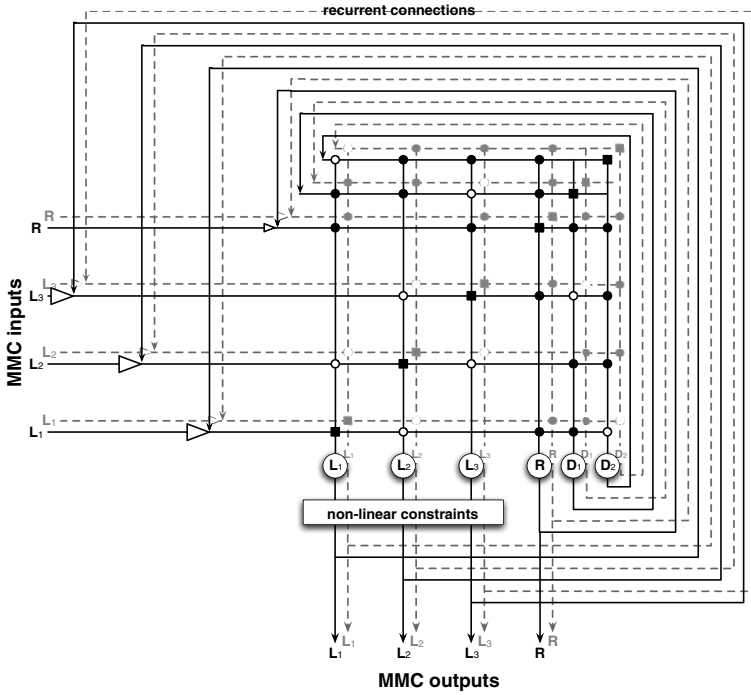 recurrent connections
R
R
L3
L3
L2
L2
L1
L1
MMC inputs
L1 L1 L2 L2 L3 L3 R R D1 D1 D2 D2
non-linear constraints
L1 L2 L3 R
L1 L2 L3 R
MMC outputs